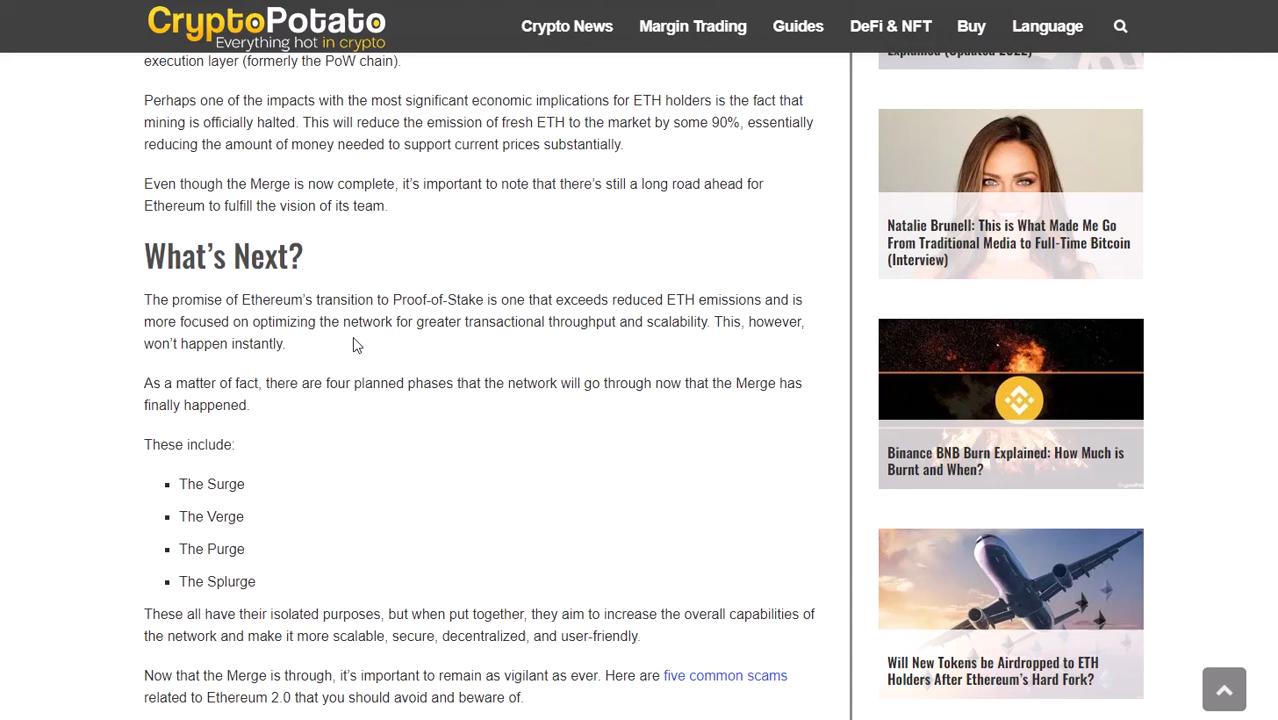 CryptoPotato
Everything hot in crypto
Crypto News
Margin Trading
Guides
DeFi & NFT
Buy
Language
execution layer (formerly the PoW chain).
Perhaps one of the impacts with the most significant economic implications for ETH holders is the fact that
mining is officially halted. This will reduce the emission of fresh ETH to the market by some 90%, essentially
reducing the amount of money needed to support current prices substantially.
Even though the Merge is now complete, it’s important to note that there’s still a long road ahead for
Ethereum to fulfill the vision of its team.
What’s Next?
The promise of Ethereum’s transition to Proof-of-Stake is one that exceeds reduced ETH emissions and is
more focused on optimizing the network for greater transactional throughput and scalability. This, however,
won’t happen instantly.
As a matter of fact, there are four planned phases that the network will go through now that the Merge has
finally happened.
These include:
The Surge
The Verge
The Purge
The Splurge
These all have their isolated purposes, but when put together, they aim to increase the overall capabilities of
the network and make it more scalable, secure, decentralized, and user-friendly.
Now that the Merge is through, it’s important to remain as vigilant as ever. Here are five common scams
related to Ethereum 2.0 that you should avoid and beware of.
Explained (Updated 2022)
Natalie Brunell: This is What Made Me Go
From Traditional Media to Full-Time Bitcoin
(Interview)
Binance BNB Burn Explained: How Much is
Burnt and When?
CryptoPotato
Will New Tokens be Airdropped to ETH
Holders After Ethereum’s Hard Fork?